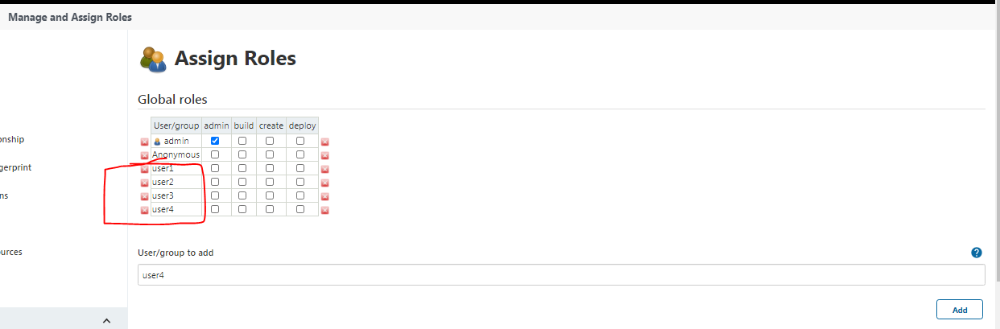 Manage and Assign Roles
Assign Roles
Global roles
User/group admin build create deploy
admin
Anonymous
user1
user2
user3
user4
onship
gerprint
ns
urces
User/group to add
?
user4
Add